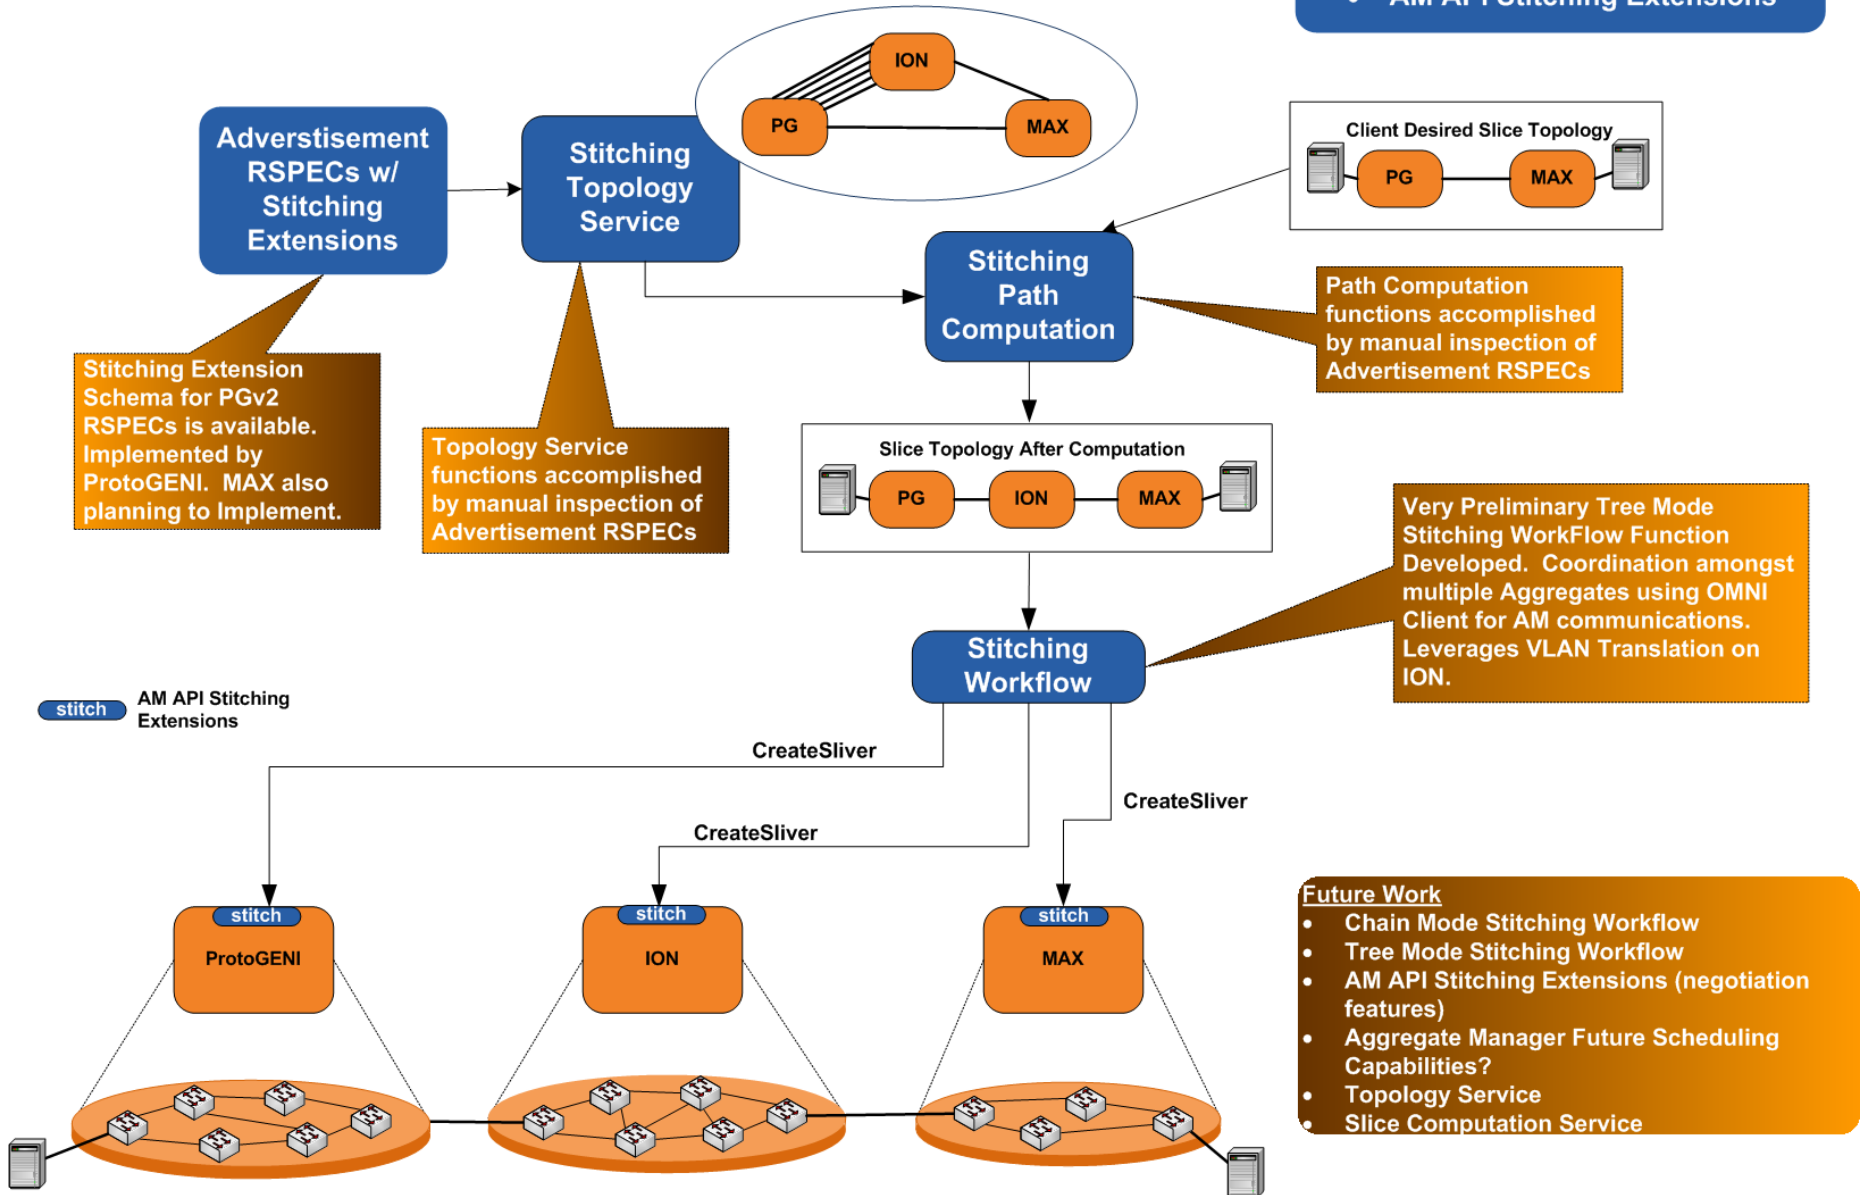 AM API Stitching Extensions
ION
PG
MAX
Adverstisement
RSPECs w/
Stitching
Extensions
Stitching
Topology
Service
Client Desired Slice Topology
PG
MAX
Stitching
Path
Computation
Path Computation
functions accomplished
by manual inspection of
Advertisement RSPECs
Stitching Extension
Schema for PGv2
RSPECs is available.
Implemented by
ProtoGENI. MAX also
planning to Implement.
Topology Service
functions accomplished
by manual inspection of
Advertisement RSPECs
Slice Topology After Computation
PG
ION
MAX
Very Preliminary Tree Mode
Stitching WorkFlow Function
Developed. Coordination amongst
multiple Aggregates using OMNI
Client for AM communications.
Leverages VLAN Translation on
ION.
Stitching
Workflow
stitch
AM API Stitching
Extensions
CreateSliver
CreateSliver
CreateSliver
stitch
ProtoGENI
stitch
ION
stitch
MAX
Future Work
• Chain Mode Stitching Workflow
• Tree Mode Stitching Workflow
• AM API Stitching Extensions (negotiation
features)
• Aggregate Manager Future Scheduling
Capabilities?
• Topology Service
• Slice Computation Service